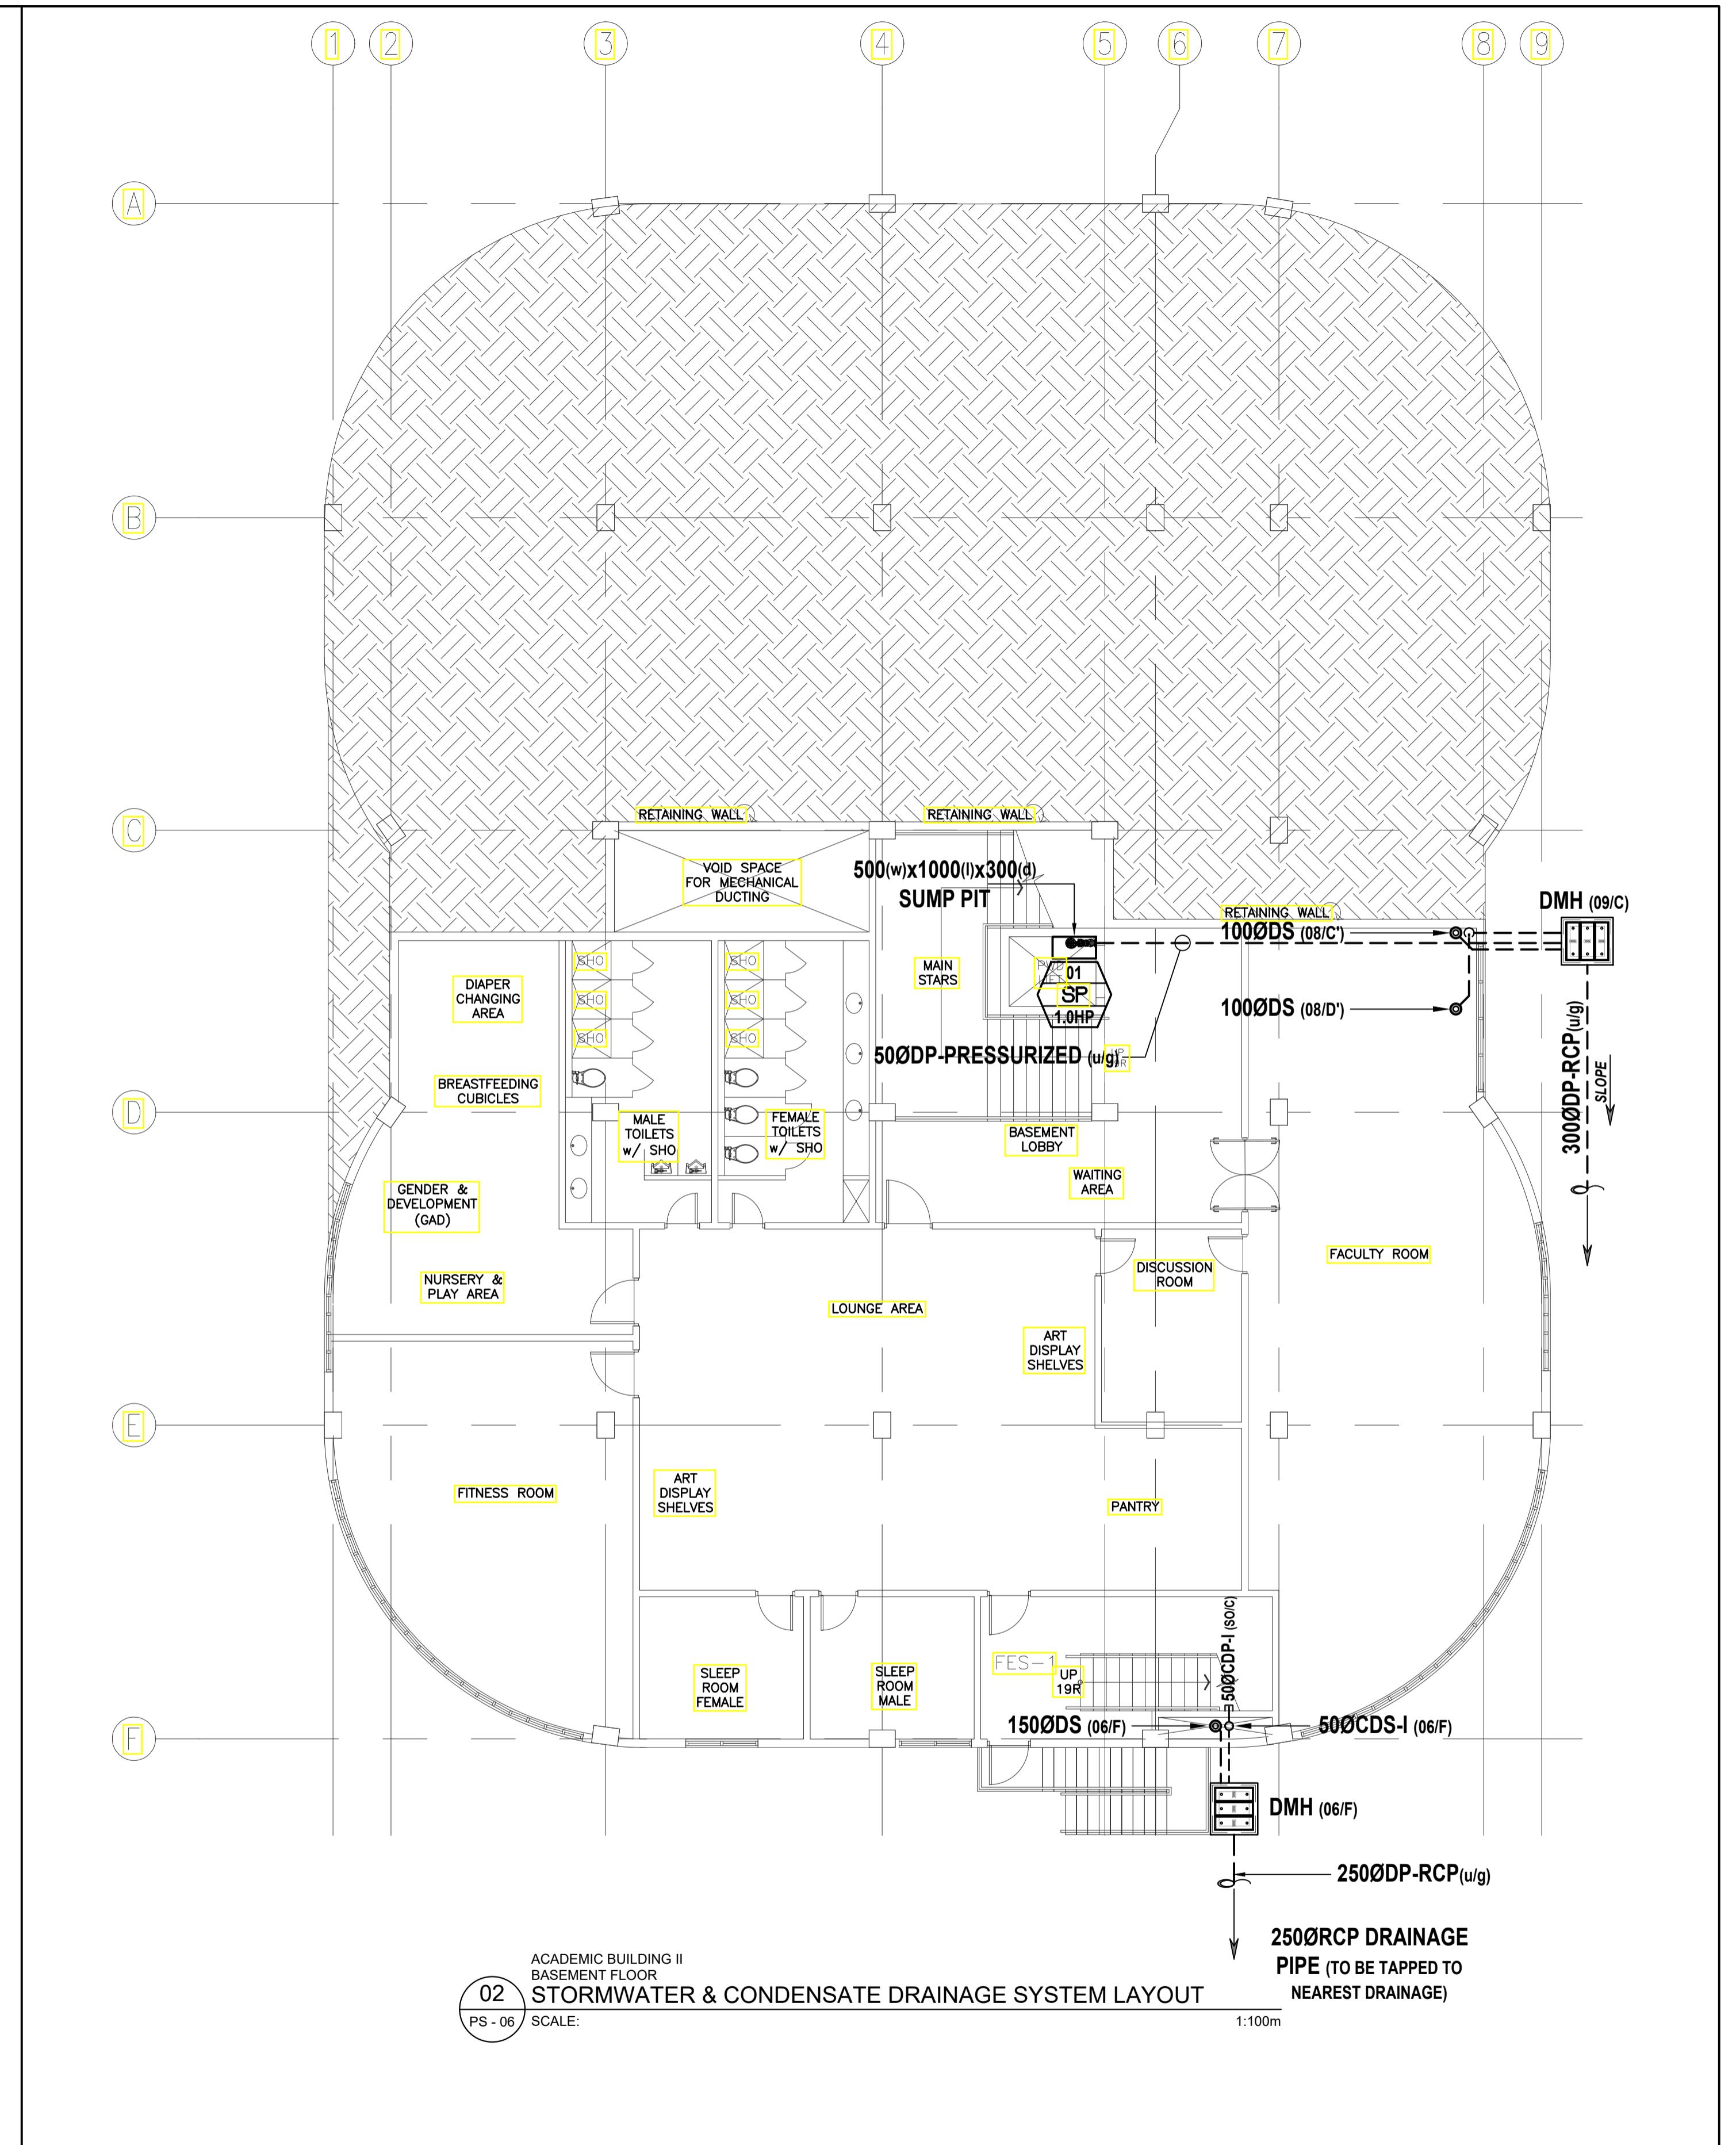 1
2
3
4
5
6
7
8
9
A
B
C
D
E
F
RETAINING WALL
RETAINING WALL
VOID SPACE
FOR MECHANICAL
DUCTING
500(w)x1000(l)x300(d)
SUMP PIT
RETAINING WALL
DMH (09/C)
100ØDS (08/C')
100ØDS (08/D')
SHO
SHO
SHO
SHO
SHO
SHO
MAIN
STARS
PWD
01
SP
1.0HP
DIAPER
CHANGING
AREA
50ØDP-PRESSURIZED (u/g)
UP
300ØDP-RCP(u/g)
SLOPE
BREASTFEEDING
CUBICLES
MALE
TOILETS
w/ SHO
FEMALE
TOILETS
w/ SHO
BASEMENT
LOBBY
WAITING
AREA
GENDER &
DEVELOPMENT
(GAD)
FACULTY ROOM
DISCUSSION
ROOM
NURSERY &
PLAY AREA
LOUNGE AREA
ART
DISPLAY
SHELVES
FITNESS ROOM
ART
DISPLAY
SHELVES
PANTRY
50ØCDP-I (SO/C)
SLEEP
ROOM
FEMALE
SLEEP
ROOM
MALE
FES-1
UP
19R
150ØDS (06/F)
50ØCDS-I (06/F)
DMH (06/F)
250ØDP-RCP(u/g)
250ØRCP DRAINAGE
PIPE (TO BE TAPPED TO
NEAREST DRAINAGE)
ACADEMIC BUILDING II
BASEMENT FLOOR
02
STORMWATER & CONDENSATE DRAINAGE SYSTEM LAYOUT
PS - 06
SCALE:
1:100m